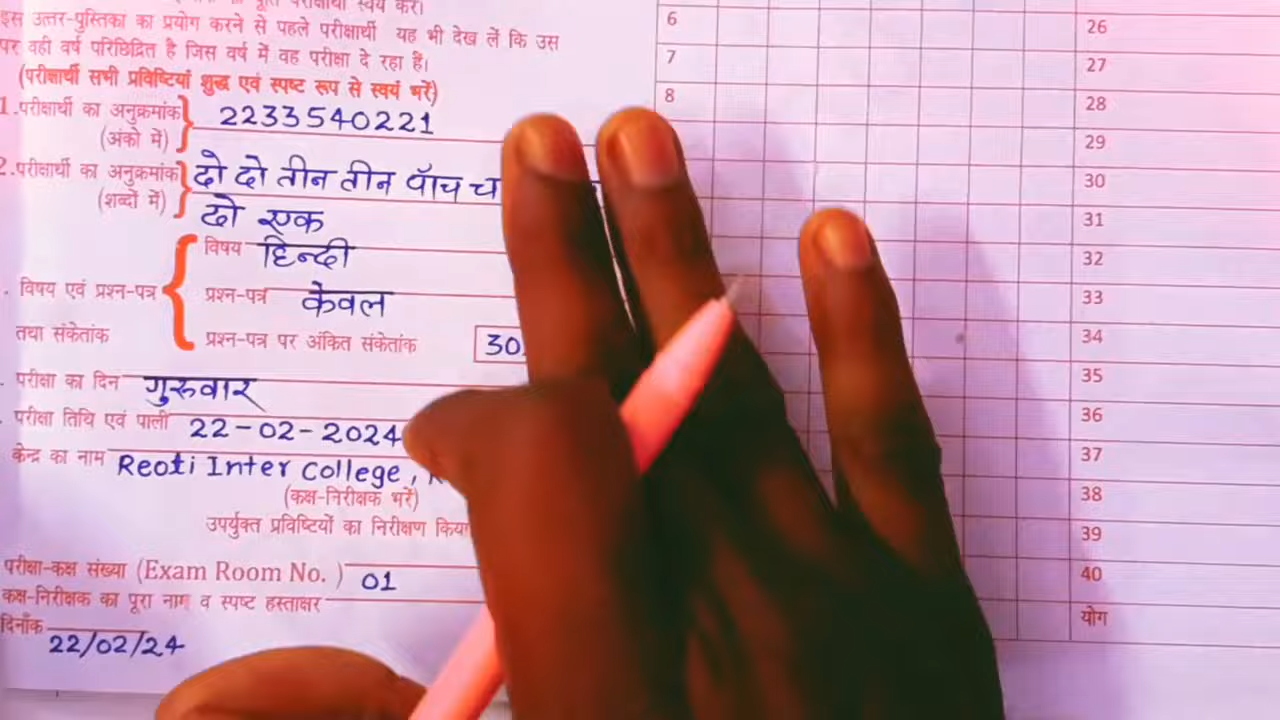 परीक्षार्थी स्वयं करें।
इस उत्तर-पुस्तिका का प्रयोग करने से पहले परीक्षार्थी यह भी देख लें कि उस
पर वही वर्ष परिछिद्रित है जिस वर्ष में वह परीक्षा दे रहा है।
(परीक्षार्थी सभी प्रविष्टियाँ शुद्ध एवं स्पष्ट रूप से स्वयं भरें)
1.परीक्षार्थी का अनुक्रमांक 2233540221
(अंको में)
2.परीक्षार्थी का अनुक्रमांक दो दो तीन तीन पॉच
(शब्दों में) दो एक
विषय हिन्दी
. विषय एवं प्रश्न-पत्र प्रश्न-पत्र केवल
तथा संकेतांक प्रश्न-पत्र पर अंकित संकेतांक 30
. परीक्षा का दिन गुरुवार
. परीक्षा तिथि एवं पाली 22-02-2024
केन्द्र का नाम Reoti Inter College,
(कक्ष-निरीक्षक भरें)
उपर्युक्त प्रविष्टियों का निरीक्षण
परीक्षा-कक्ष संख्या (Exam Room No. ) 01
कक्ष-निरीक्षक का पूरा नाम व स्पष्ट हस्ताक्षर
दिनाँक 22/02/24
6 26
7 27
8 28
29
30
31
32
33
34
35
36
37
38
39
40
योग